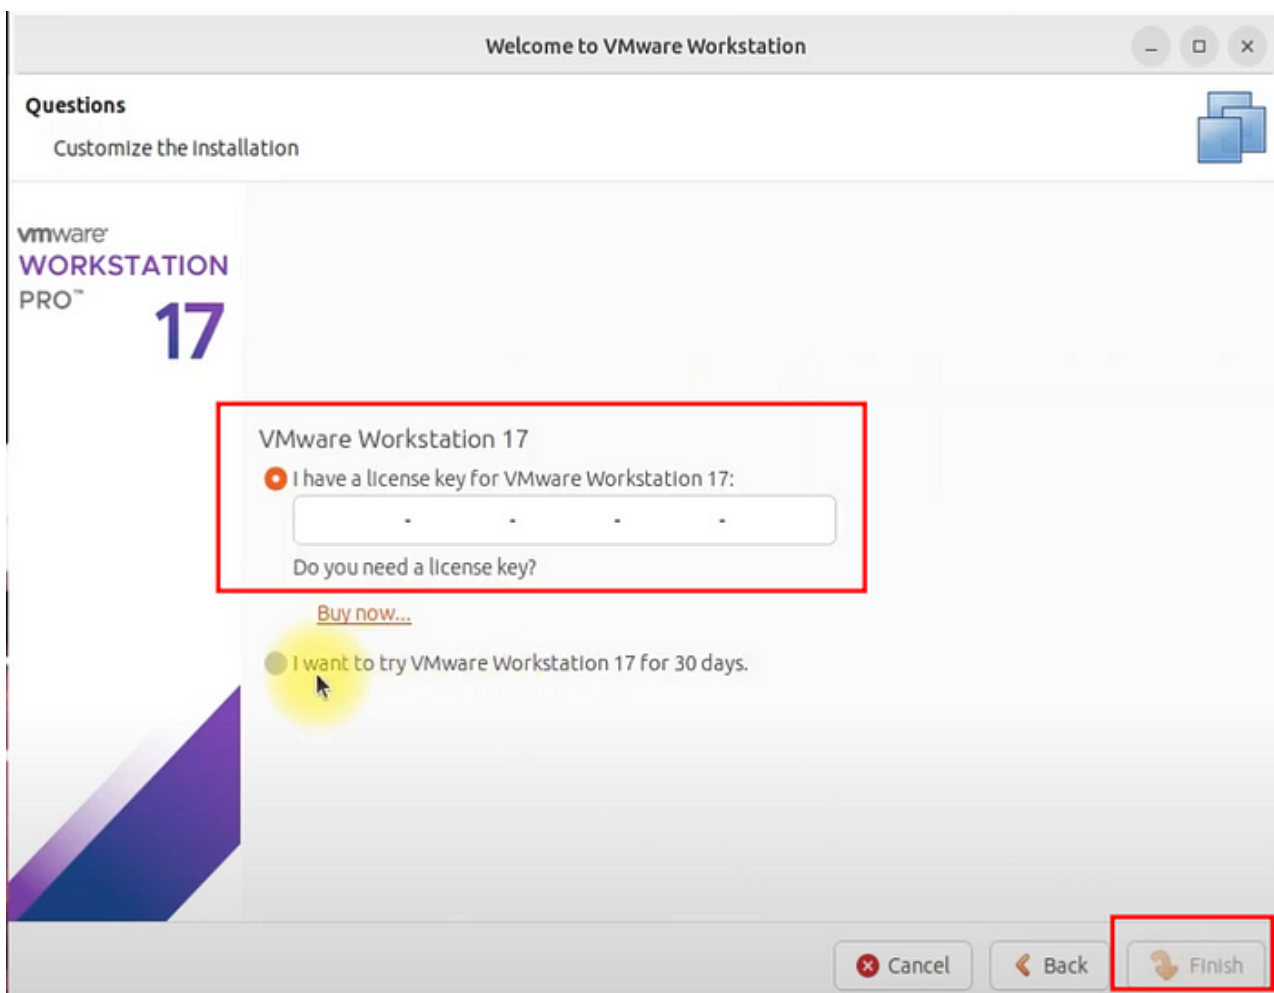 Welcome to VMware Workstation
Questions
Customize the Installation
vmware
WORKSTATION
PRO™
17
VMware Workstation 17
I have a license key for VMware Workstation 17:
- - - -
Do you need a license key?
Buy now...
I want to try VMware Workstation 17 for 30 days.
Cancel Back Finish